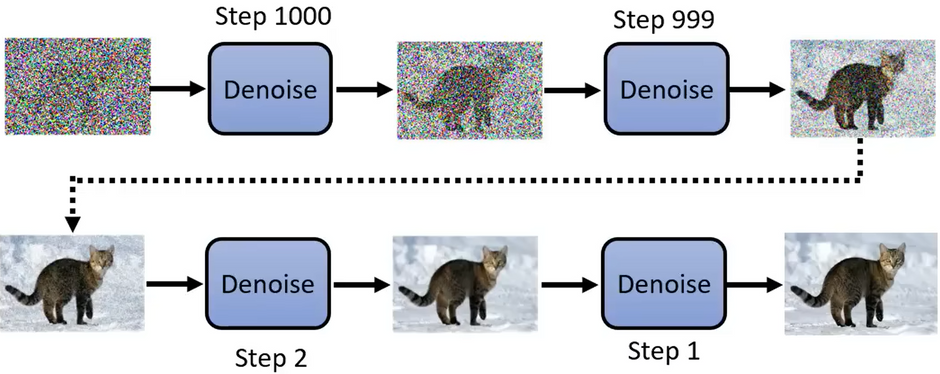 Step 1000
Step 999
Denoise
Denoise
Denoise
Denoise
Step 2
Step 1